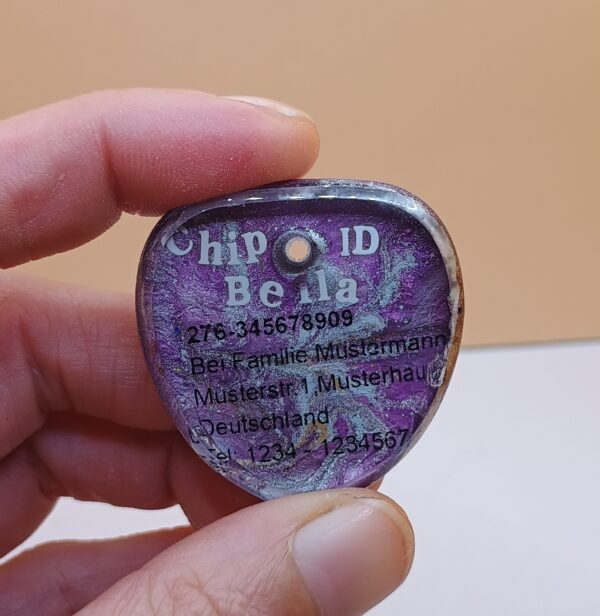 Chip ID
Bella
276-345678909
Bei Familie Mustermann
Musterstr.1,Musterhau
Deutschland
Tel: 1234 - 1234567